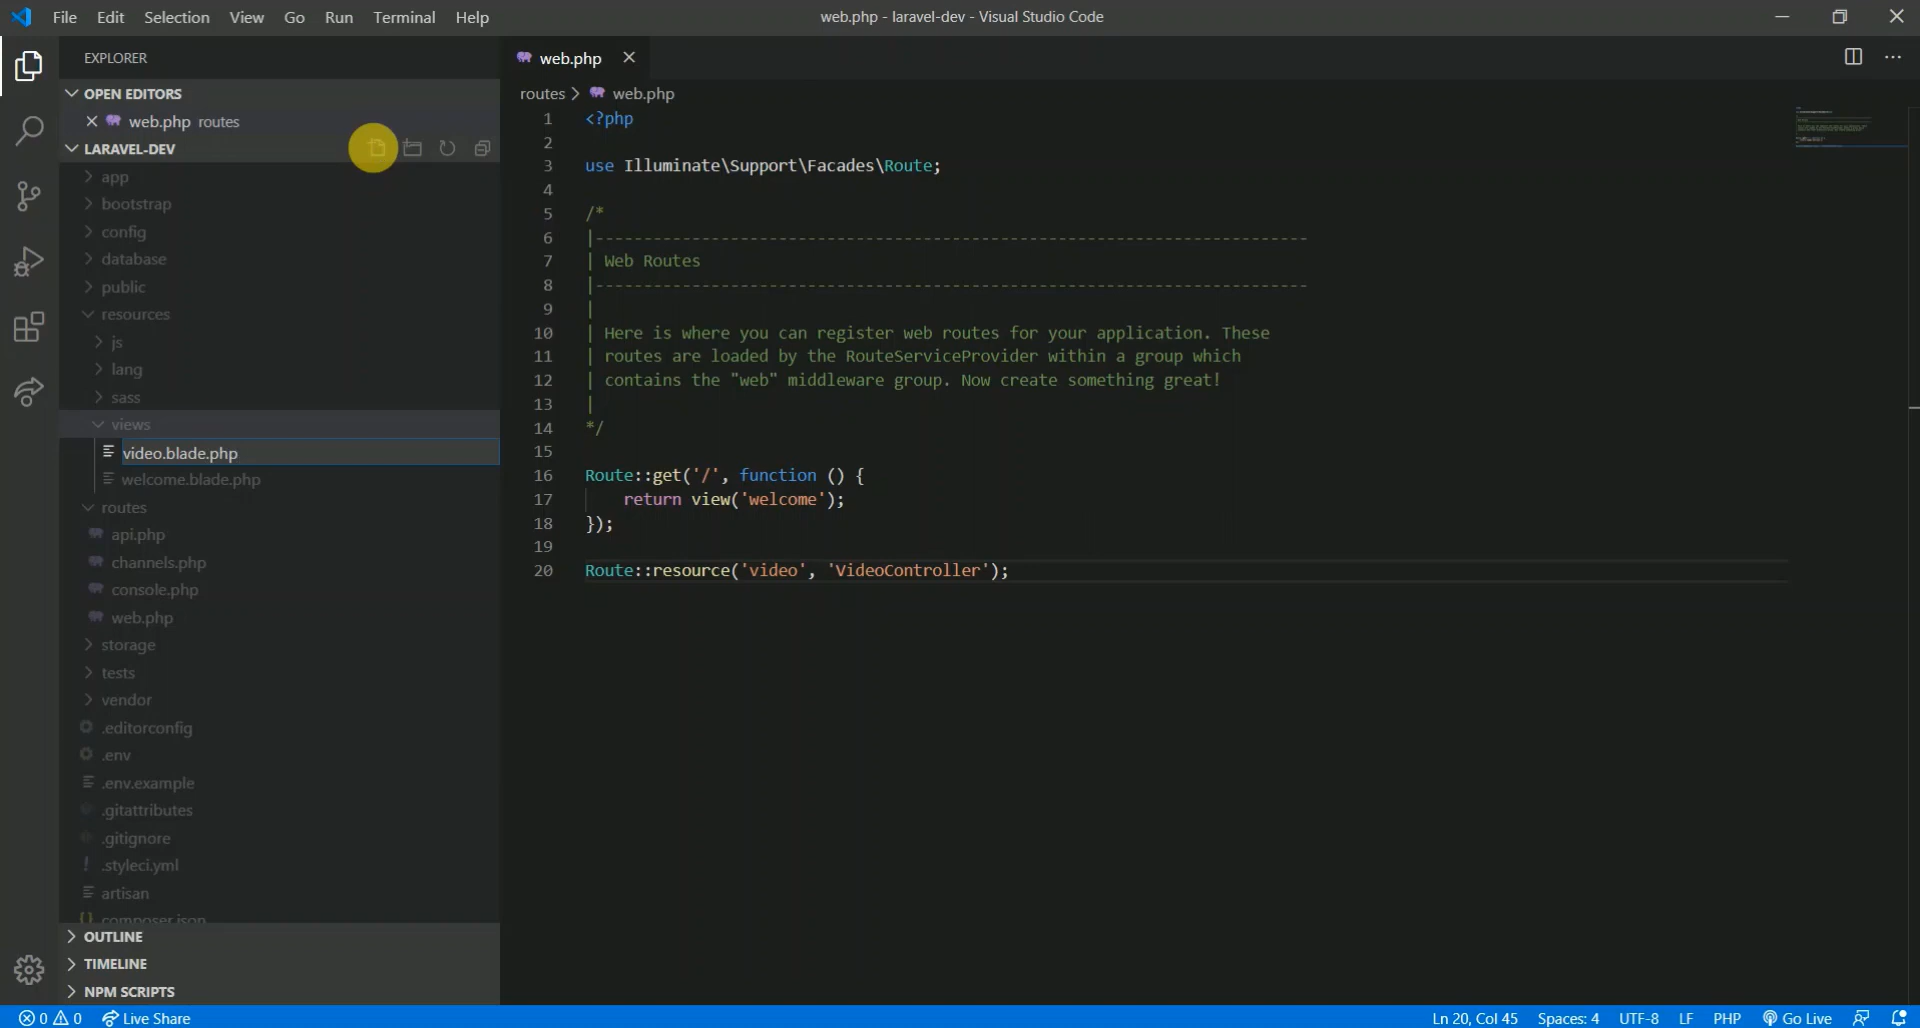 File Edit Selection View Go Run Terminal Help
web.php - laravel-dev - Visual Studio Code
EXPLORER
OPEN EDITORS
web.php routes
LARAVEL-DEV
app
bootstrap
config
database
public
resources
js
lang
sass
views
video.blade.php
welcome.blade.php
routes
api.php
channels.php
console.php
web.php
storage
tests
vendor
.editorconfig
.env
.env.example
.gitattributes
.gitignore
.styleci.yml
artisan
composer.json
OUTLINE
TIMELINE
NPM SCRIPTS
web.php
routes > web.php
1 <?php
2
3 use Illuminate\Support\Facades\Route;
4
5 /*
6 |--------------------------------------------------------------------------
7 | Web Routes
8 |--------------------------------------------------------------------------
9 |
10 | Here is where you can register web routes for your application. These
11 | routes are loaded by the RouteServiceProvider within a group which
12 | contains the "web" middleware group. Now create something great!
13 |
14 */
15
16 Route::get('/', function () {
17 return view('welcome');
18 });
19
20 Route::resource('video', 'VideoController');
0 0 Live Share
Ln 20, Col 45 Spaces: 4 UTF-8 LF PHP Go Live